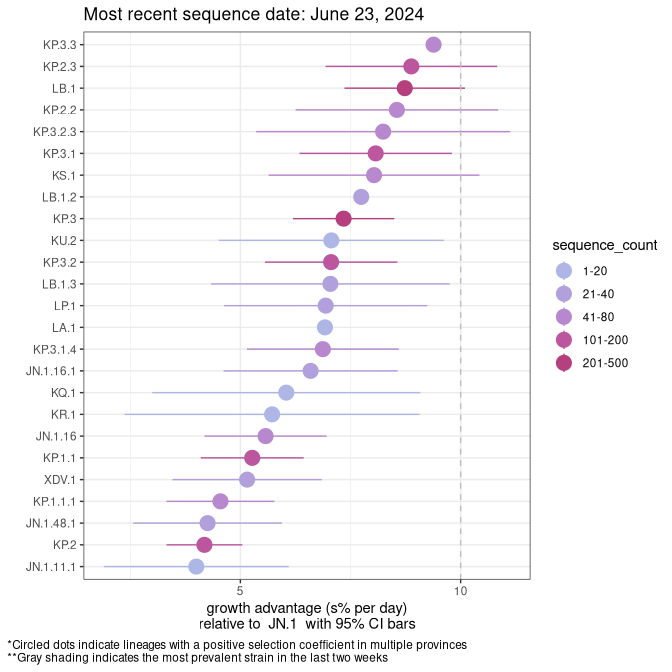 Most recent sequence date: June 23, 2024
KP.3.3
KP.2.3
LB.1
KP.2.2
KP.3.2.3
KP.3.1
KS.1
LB.1.2
KP.3
KU.2
KP.3.2
LB.1.3
LP.1
LA.1
KP.3.1.4
JN.1.16.1
KQ.1
KR.1
JN.1.16
KP.1.1
XDV.1
KP.1.1.1
JN.1.48.1
KP.2
JN.1.11.1
5 10
growth advantage (s% per day)
relative to JN.1 with 95% CI bars
sequence_count
1-20
21-40
41-80
101-200
201-500
*Circled dots indicate lineages with a positive selection coefficient in multiple provinces
**Gray shading indicates the most prevalent strain in the last two weeks